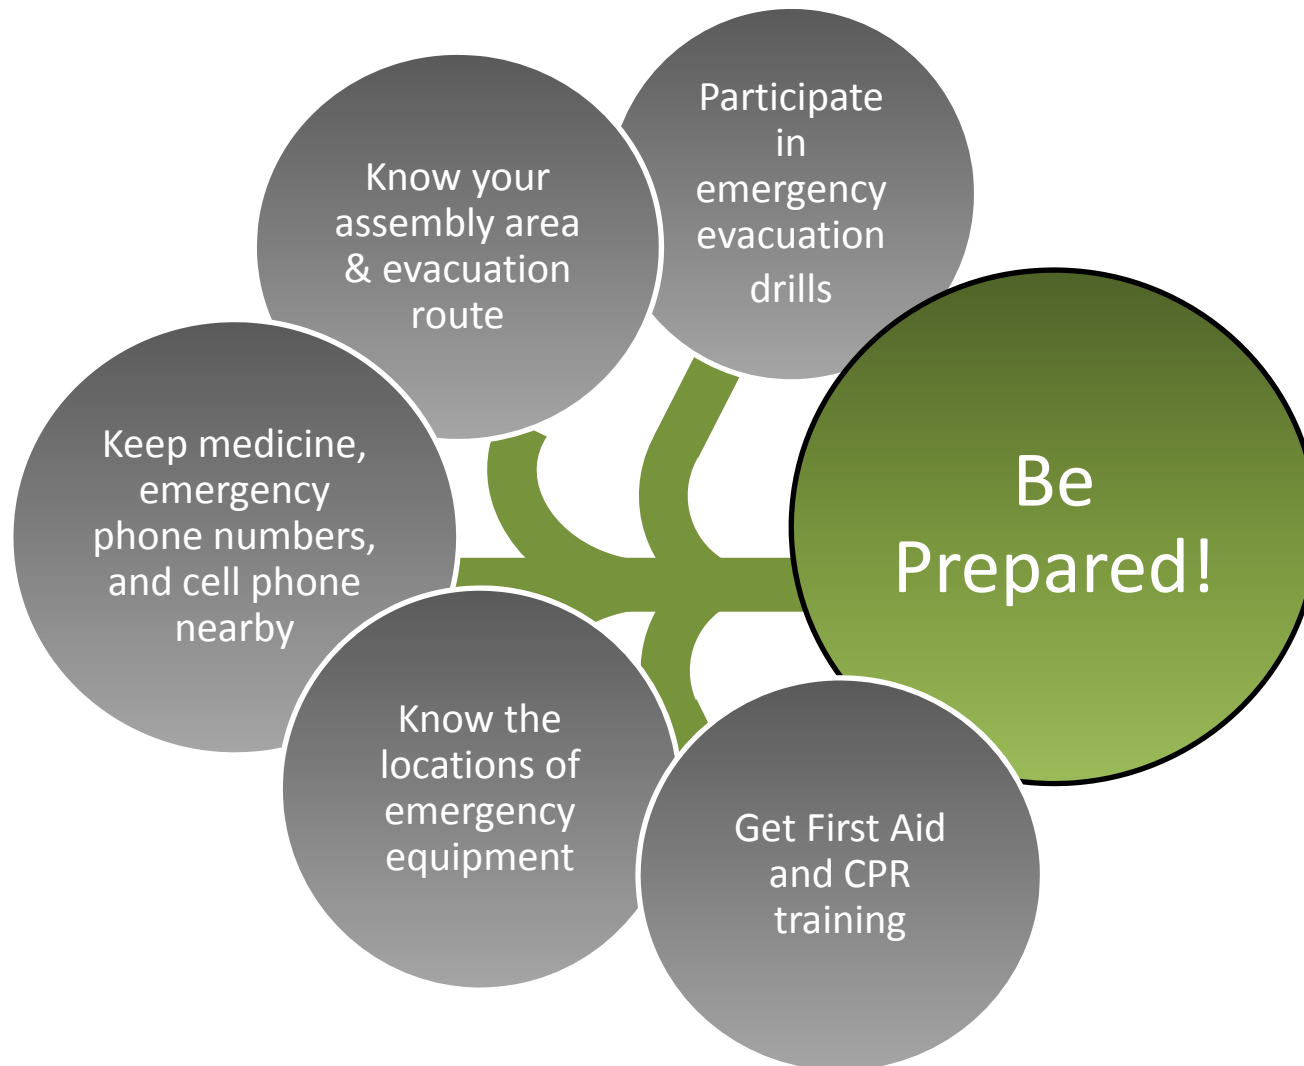 Participate
in
emergency
evacuation
drills
Know your
assembly area
& evacuation
route
Be
Prepared!
Keep medicine,
emergency
phone numbers,
and cell phone
nearby
Know the
locations of
emergency
equipment
Get First Aid
and CPR
training